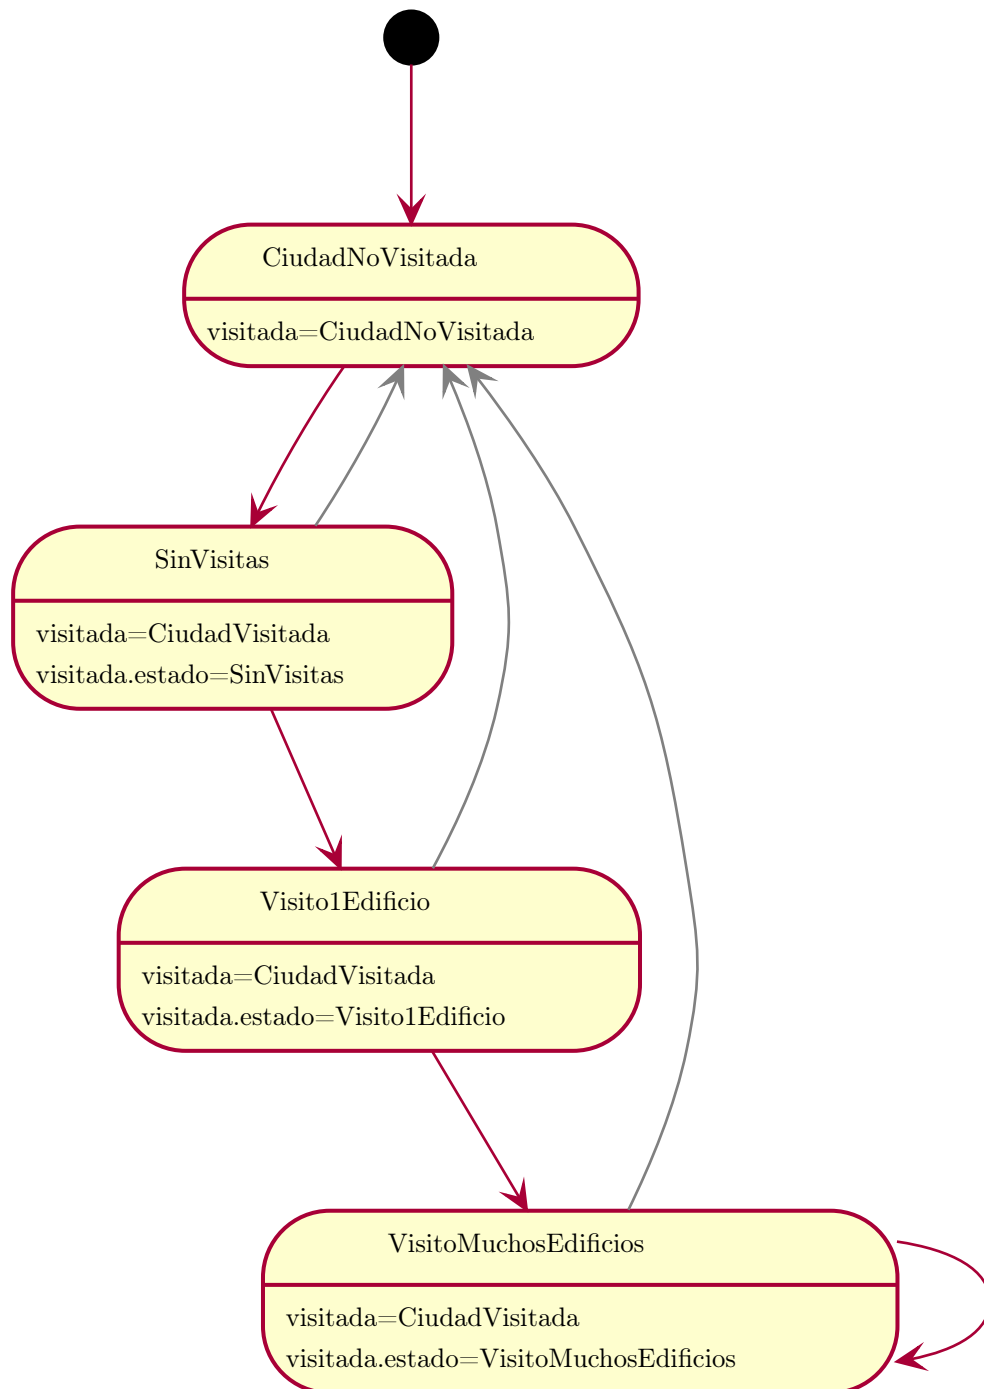 CiudadNoVisitada
visitada=CiudadNoVisitada
SinVisitas
visitada=CiudadVisitada
visitada.estado=SinVisitas
Visito1Edificio
visitada=CiudadVisitada
visitada.estado=Visito1Edificio
VisitoMuchosEdificios
visitada=CiudadVisitada
visitada.estado=VisitoMuchosEdificios